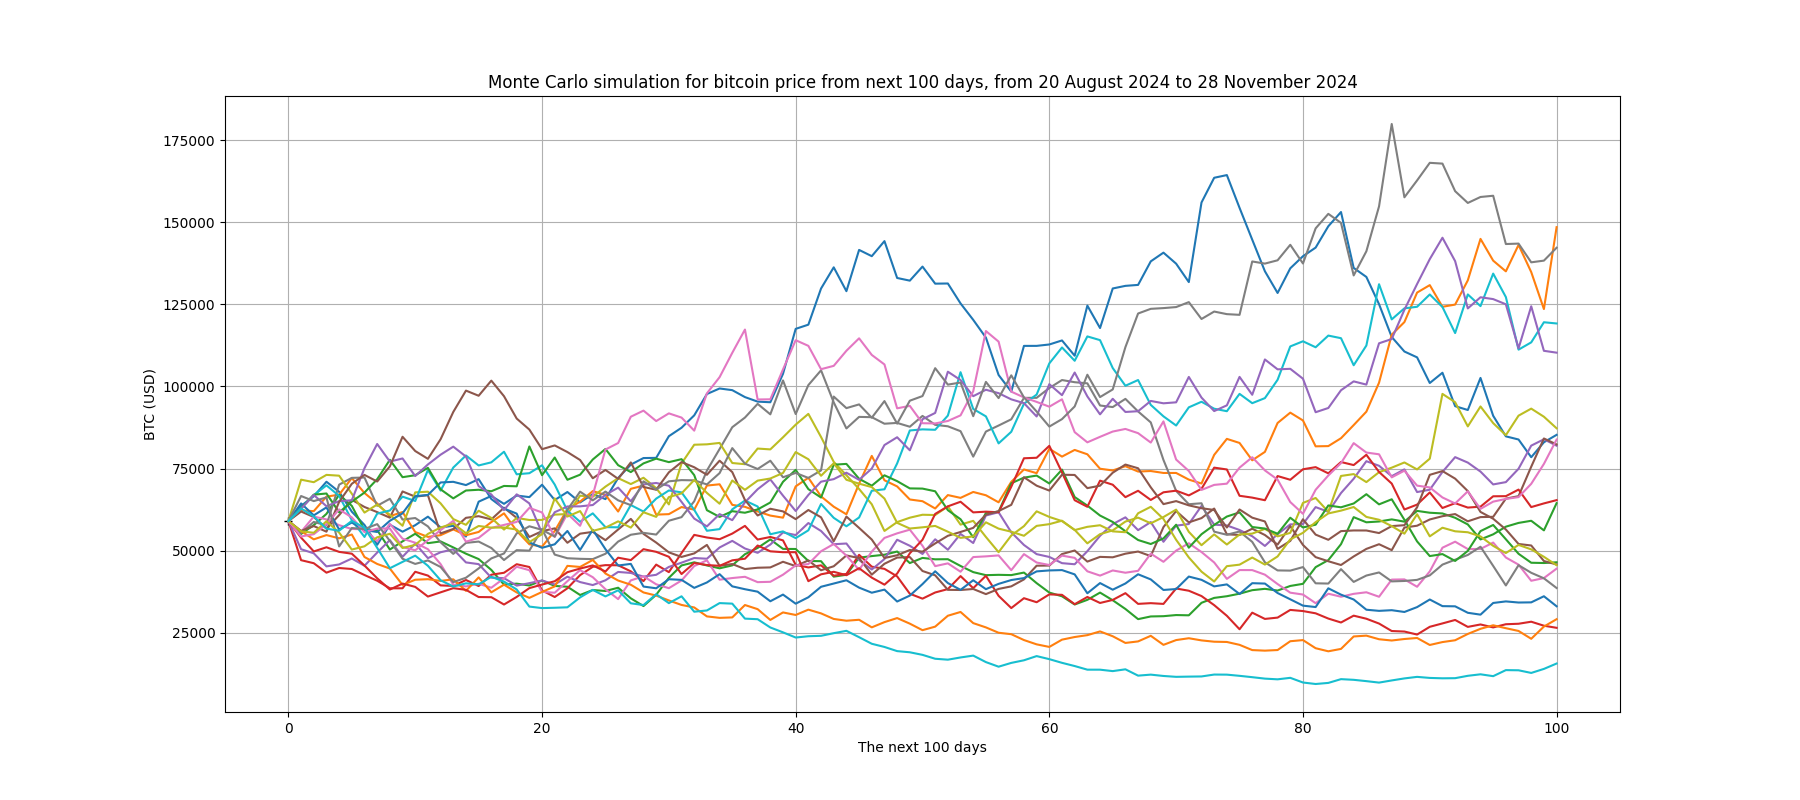 Monte Carlo simulation for bitcoin price from next 100 days, from 20 August 2024 to 28 November 2024
175000
150000
125000
100000
75000
50000
25000
BTC (USD)
0 20 40 60 80 100
The next 100 days